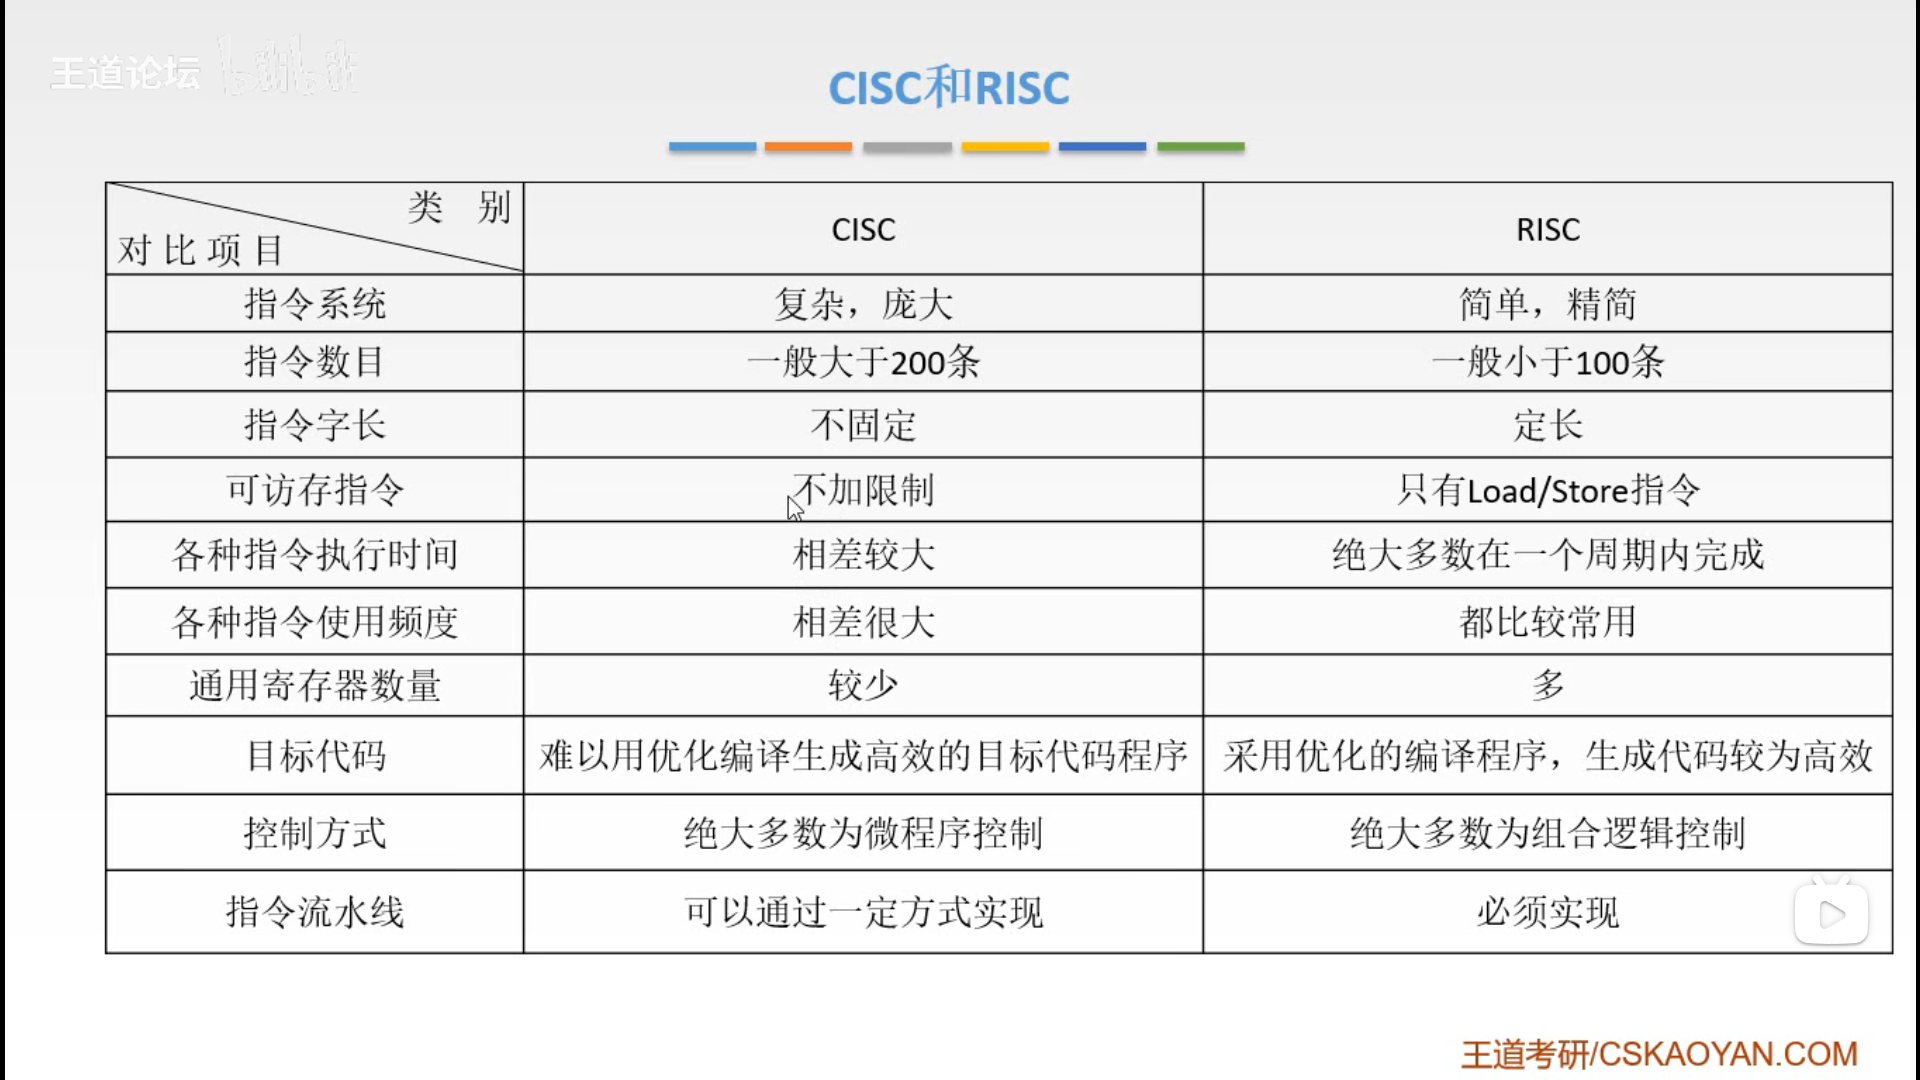 王道论坛 bilibili
CISC和RISC
类 别
对比项目
CISC
RISC
指令系统
复杂，庞大
简单，精简
指令数目
一般大于200条
一般小于100条
指令字长
不固定
定长
可访存指令
不加限制
只有Load/Store指令
各种指令执行时间
相差较大
绝大多数在一个周期内完成
各种指令使用频度
相差很大
都比较常用
通用寄存器数量
较少
多
目标代码
难以用优化编译生成高效的目标代码程序
采用优化的编译程序，生成代码较为高效
控制方式
绝大多数为微程序控制
绝大多数为组合逻辑控制
指令流水线
可以通过一定方式实现
必须实现
王道考研/CSKAOYAN.COM